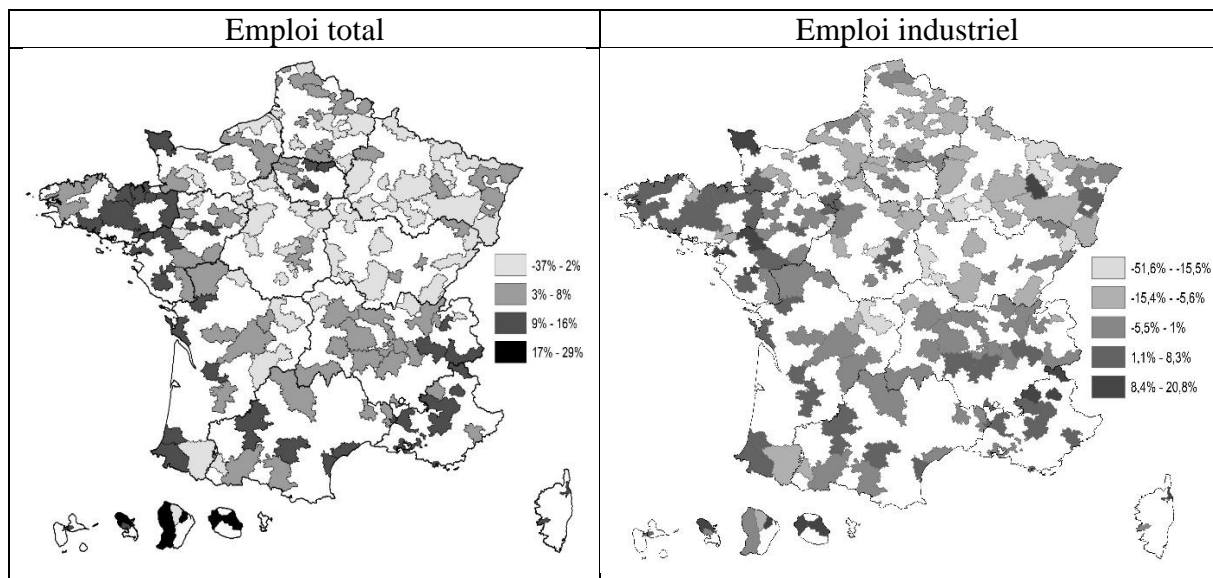 Emploi total
Emploi industriel
-37% - 2%
3% - 8%
9% - 16%
17% - 29%
-51,6% - -15,5%
-15,4% - -5,6%
-5,5% - 1%
1,1% - 8,3%
8,4% - 20,8%